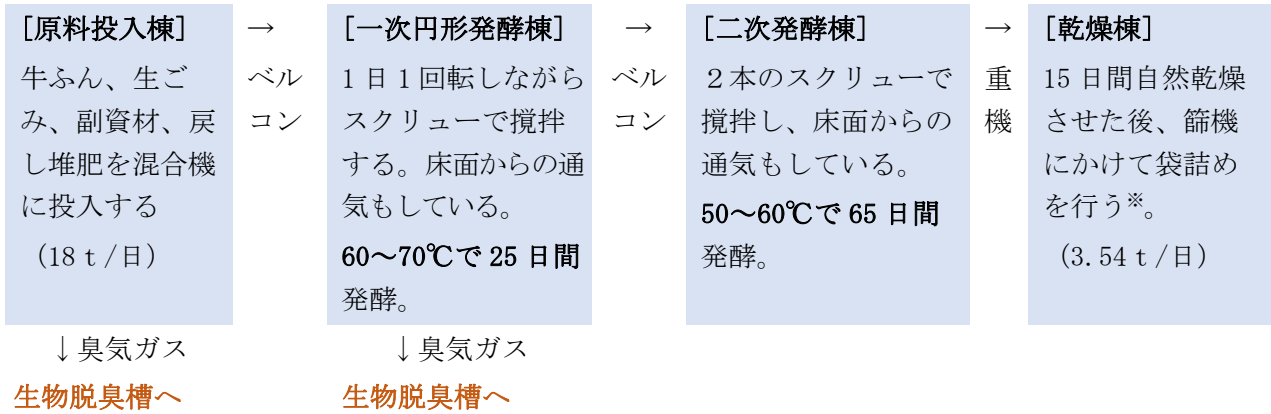 [原料投入棟]
牛ふん、生ご
み、副資材、戻
し堆肥を混合機
に投入する
(18 t/日)
→
ベル
コン
[一次円形発酵棟]
1日1回転しながら
スクリューで撹拌
する。床面からの通
気もしている。
60～70℃で25日間
発酵。
→
ベル
コン
[二次発酵棟]
２本のスクリューで
撹拌し、床面からの
通気もしている。
50～60℃で65日間
発酵。
→
重
機
[乾燥棟]
15日間自然乾燥
させた後、篩機
にかけて袋詰め
を行う※。
(3.54 t/日)
↓臭気ガス
生物脱臭槽へ
↓臭気ガス
生物脱臭槽へ